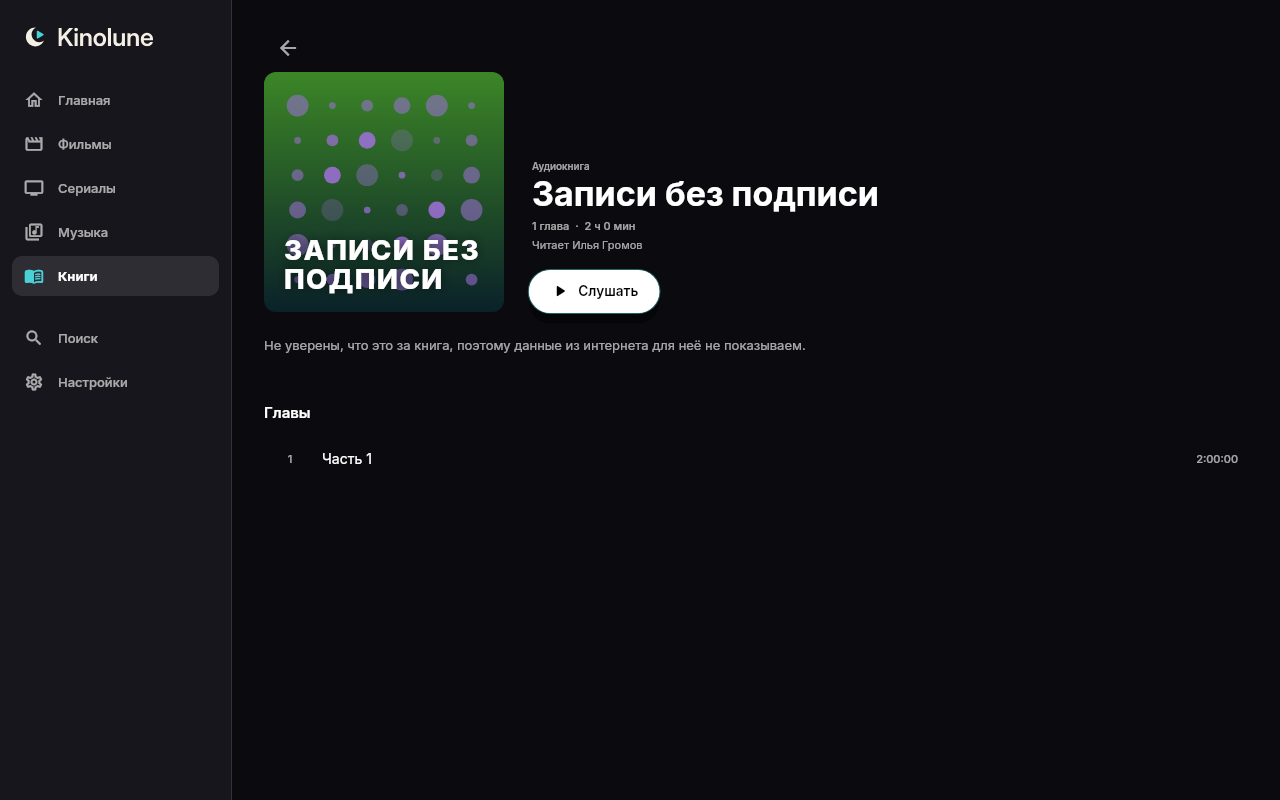 Kinolune
Главная
Фильмы
Сериалы
Музыка
Книги
Поиск
Настройки
ЗАПИСИ БЕЗ
ПОДПИСИ
Аудиокнига
Записи без подписи
1 глава · 2 ч 0 мин
Читает Илья Громов
Слушать
Не уверены, что это за книга, поэтому данные из интернета для неё не показываем.
Главы
1 Часть 1 2:00:00